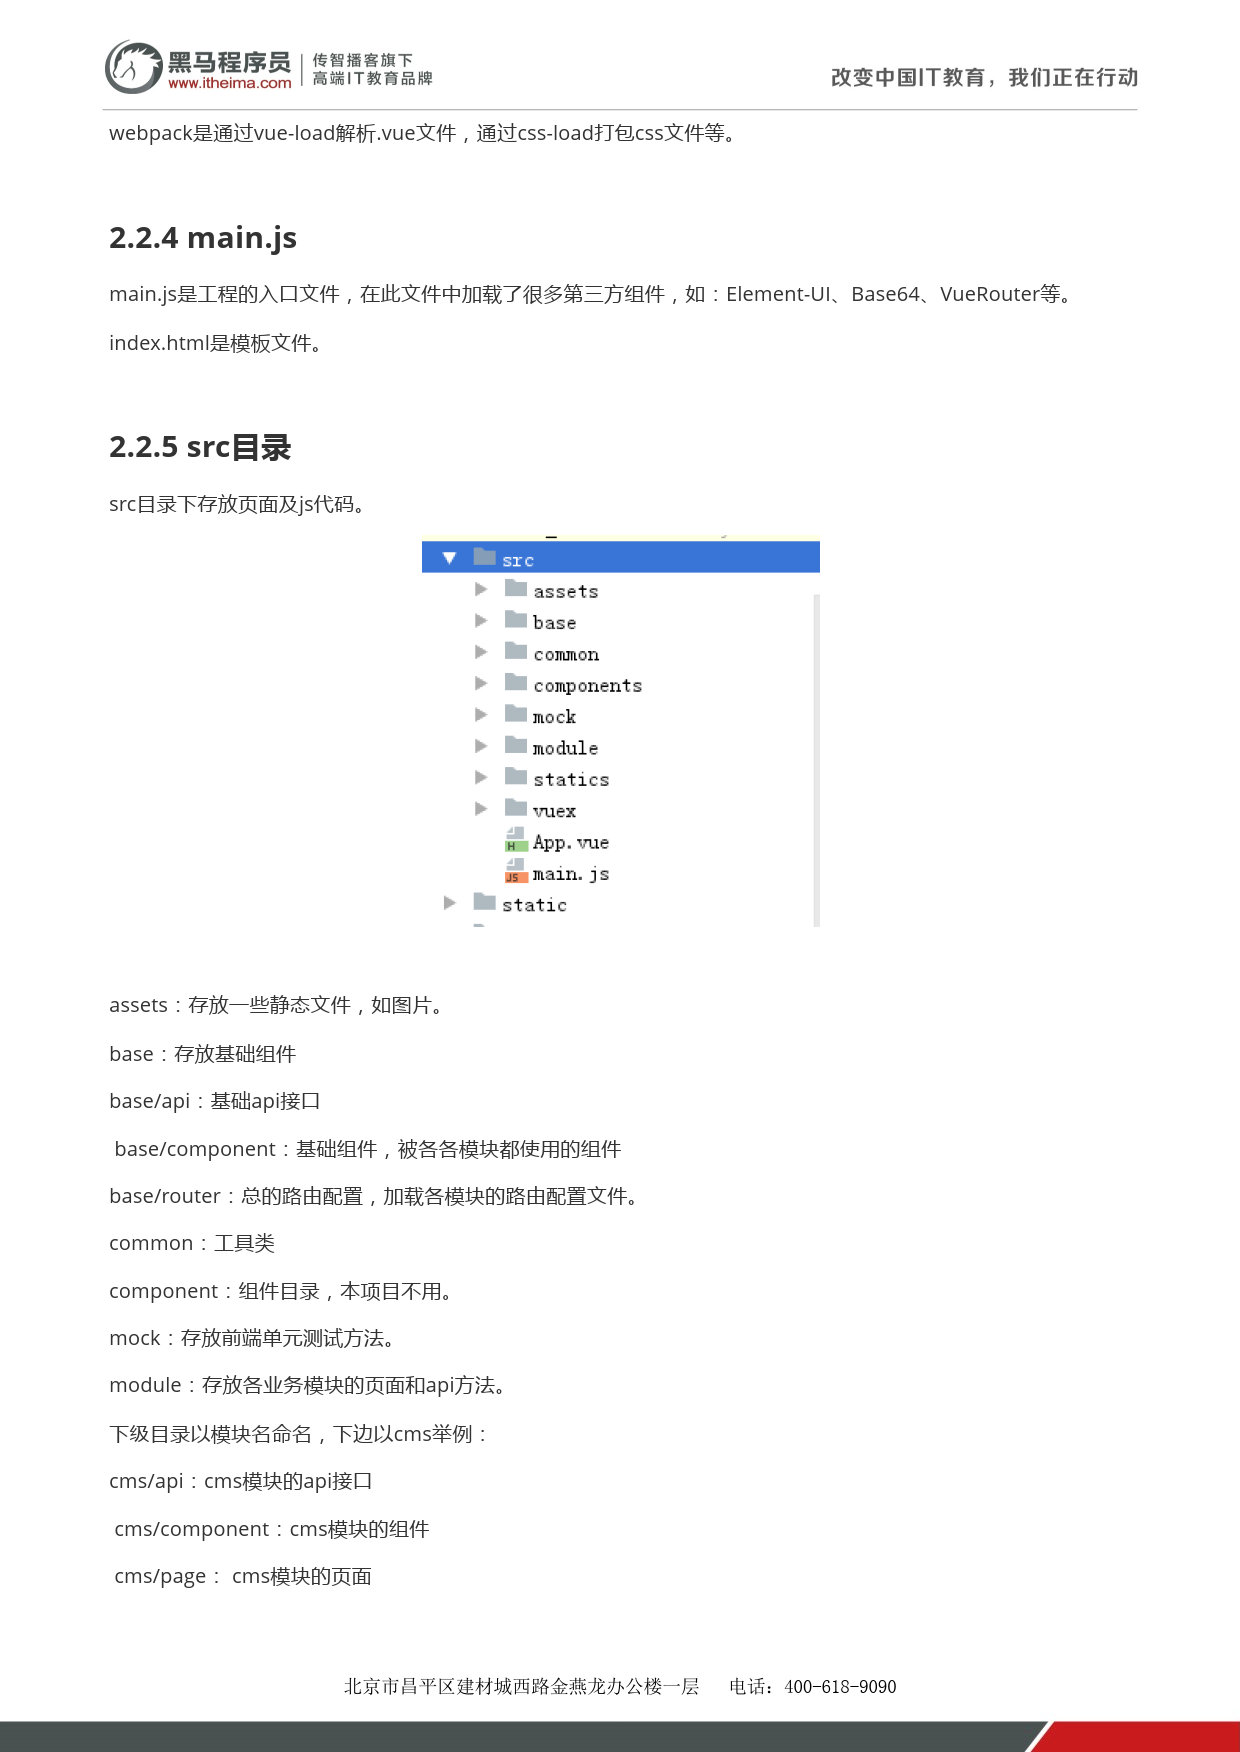 黑马程序员
www.itheima.com
传智播客旗下
高端IT教育品牌
改变中国IT教育，我们正在行动
webpack是通过vue-load解析.vue文件，通过css-load打包css文件等。
2.2.4 main.js
main.js是工程的入口文件，在此文件中加载了很多第三方组件，如：Element-UI、Base64、VueRouter等。
index.html是模板文件。
2.2.5 src目录
src目录下存放页面及js代码。
src
assets
base
common
components
mock
module
statics
vuex
H App.vue
JS main.js
static
assets：存放一些静态文件，如图片。
base：存放基础组件
base/api：基础api接口
base/component：基础组件，被各各模块都使用的组件
base/router：总的路由配置，加载各模块的路由配置文件。
common：工具类
component：组件目录，本项目不用。
mock：存放前端单元测试方法。
module：存放各业务模块的页面和api方法。
下级目录以模块名命名，下边以cms举例：
cms/api：cms模块的api接口
cms/component：cms模块的组件
cms/page： cms模块的页面
北京市昌平区建材城西路金燕龙办公楼一层 电话：400-618-9090